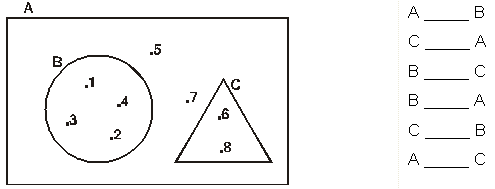 A
B
.1
.4
.3
.2
.5
.7
C
.6
.8
A _____ B
C _____ A
B _____ C
B _____ A
C _____ B
A _____ C